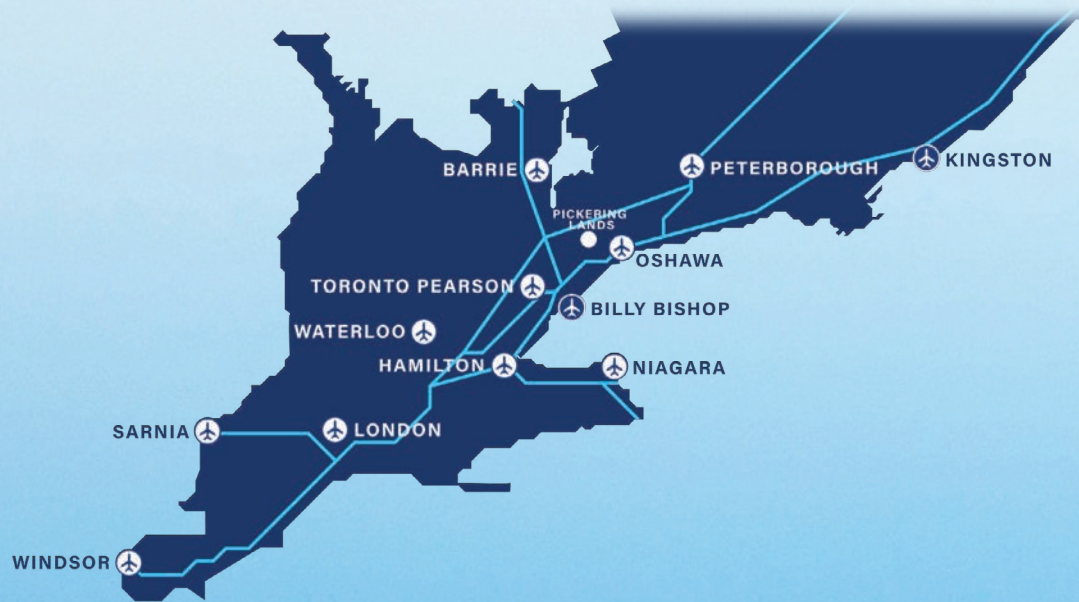 BARRIE
PETERBOROUGH
KINGSTON
PICKERING
LANDS
OSHAWA
TORONTO PEARSON
BILLY BISHOP
WATERLOO
HAMILTON
NIAGARA
SARNIA
LONDON
WINDSOR